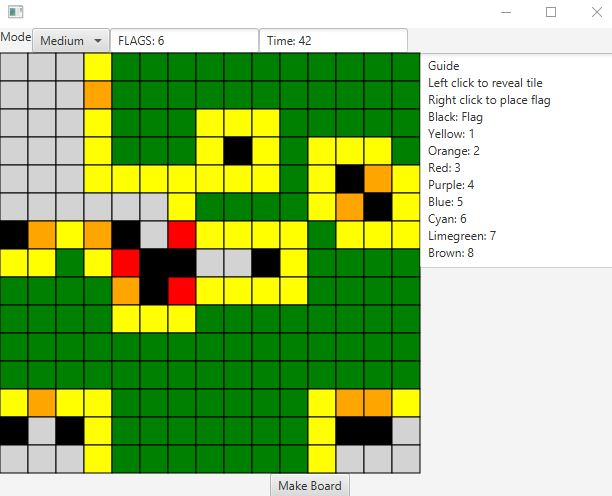 Mode Medium FLAGS: 6 Time: 42
Guide
Left click to reveal tile
Right click to place flag
Black: Flag
Yellow: 1
Orange: 2
Red: 3
Purple: 4
Blue: 5
Cyan: 6
Limegreen: 7
Brown: 8
Make Board